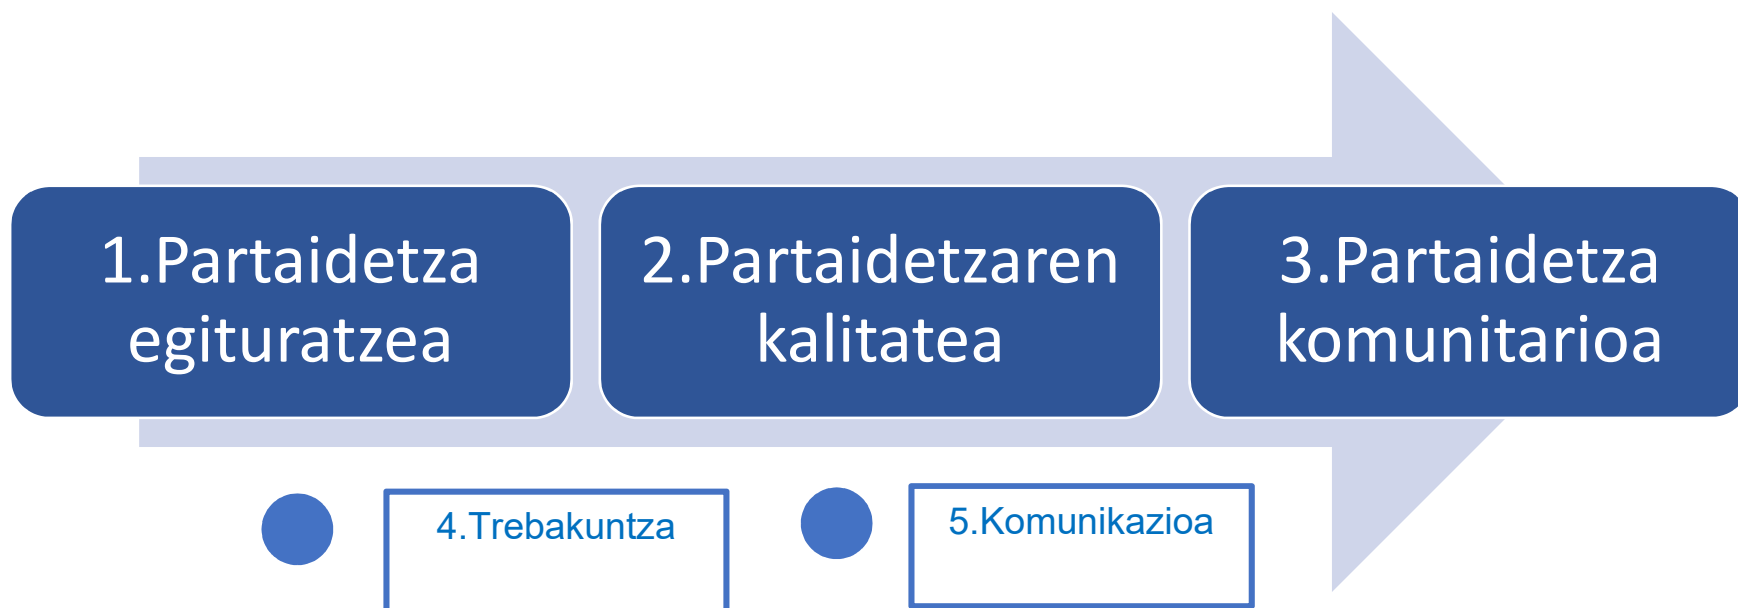 1.Partaidetza
egituratzea
2.Partaidetzaren
kalitatea
3.Partaidetza
komunitarioa
4.Trebakuntza
5.Komunikazioa